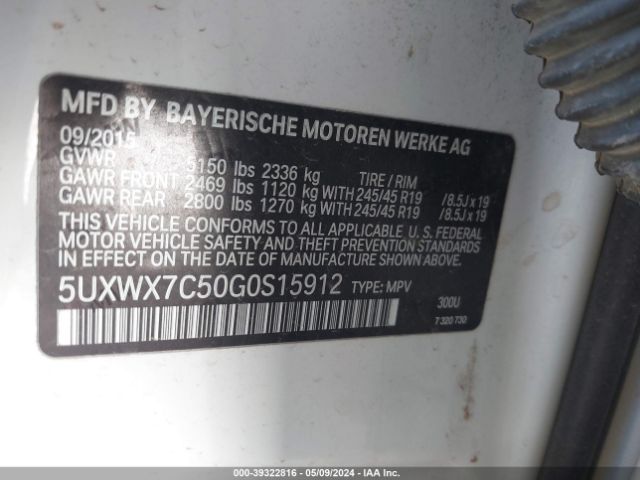 MFD BY BAYERISCHE MOTOREN WERKE AG
09/2015
GVWR 5150 lbs 2336 kg TIRE / RIM
GAWR FRONT 2469 lbs 1120 kg WITH 245/45 R19 /8.5J x 19
GAWR REAR 2800 lbs 1270 kg WITH 245/45 R19 /8.5J x 19
THIS VEHICLE CONFORMS TO ALL APPLICABLE U. S. FEDERAL
MOTOR VEHICLE SAFETY AND THEFT PREVENTION STANDARDS
IN EFFECT ON THE DATE OF MANUFACTURE SHOWN ABOVE.
5UXWX7C50G0S15912 TYPE: MPV
300U
7 320 730
000-39322816 - 05/09/2024 - IAA Inc.